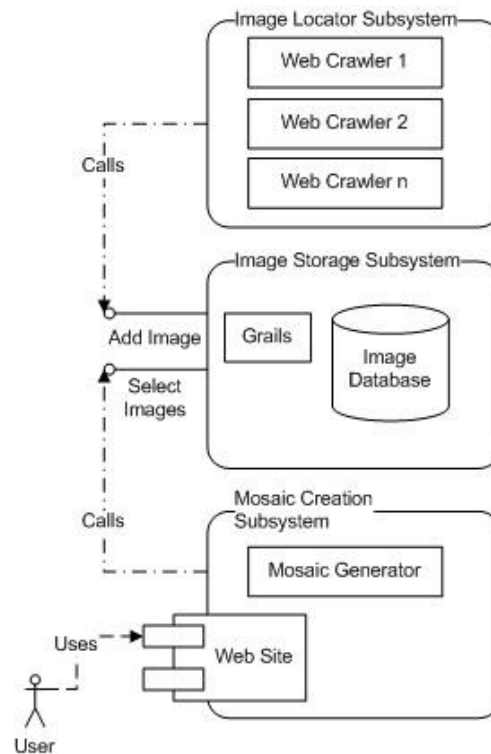 Image Locator Subsystem
Web Crawler 1
Web Crawler 2
Web Crawler n
Calls
Image Storage Subsystem
Add Image
Grails
Image
Database
Select
Images
Mosaic Creation
Subsystem
Calls
Mosaic Generator
Uses
Web Site
User